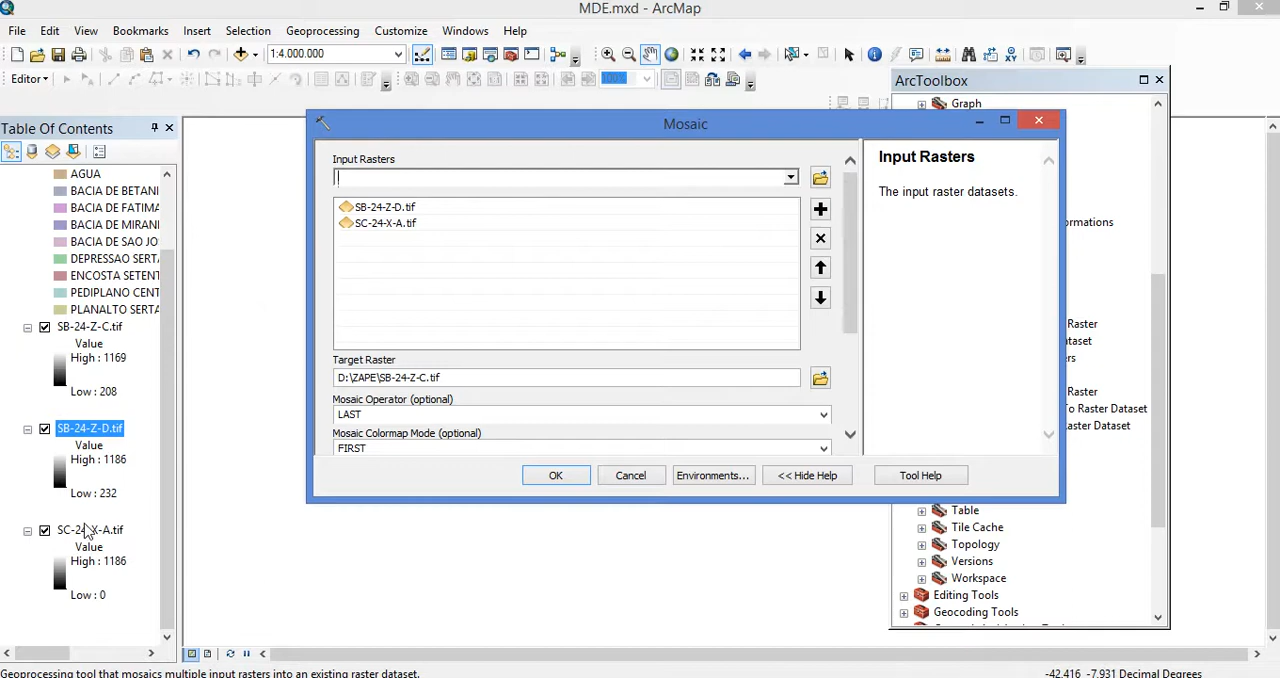 MDE.mxd - ArcMap
File Edit View Bookmarks Insert Selection Geoprocessing Customize Windows Help
1:4.000.000
Editor
100%
ArcToolbox
Graph
Table Of Contents
AGUA
BACIA DE BETANI
BACIA DE FATIMA
BACIA DE MIRAN
BACIA DE SAO JO
DEPRESSAO SERT
ENCOSTA SETENT
PEDIPLANO CENT
PLANALTO SERTA
SB-24-Z-C.tif
Value
High : 1169
Low : 208
SB-24-Z-D.tif
Value
High : 1186
Low : 232
SC-24-X-A.tif
Value
High : 1186
Low : 0
Mosaic
Input Rasters
SB-24-Z-D.tif
SC-24-X-A.tif
Target Raster
D:\ZAPE\SB-24-Z-C.tif
Mosaic Operator (optional)
LAST
Mosaic Colormap Mode (optional)
FIRST
OK Cancel Environments... << Hide Help Tool Help
Input Rasters
The input raster datasets.
ormations
Raster
Dataset
ers
Raster
To Raster Dataset
Raster Dataset
Table
Tile Cache
Topology
Versions
Workspace
Editing Tools
Geocoding Tools
Geoprocessing tool that mosaics multiple input rasters into an existing raster dataset.
-42.416 -7.931 Decimal Degrees